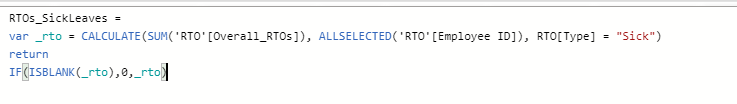 RTOs_SickLeaves =
var _rto = CALCULATE(SUM('RTO'[Overall_RTOs]), ALLSELECTED('RTO'[Employee ID]), RTO[Type] = "Sick")
return
IF(ISBLANK(_rto),0,_rto)